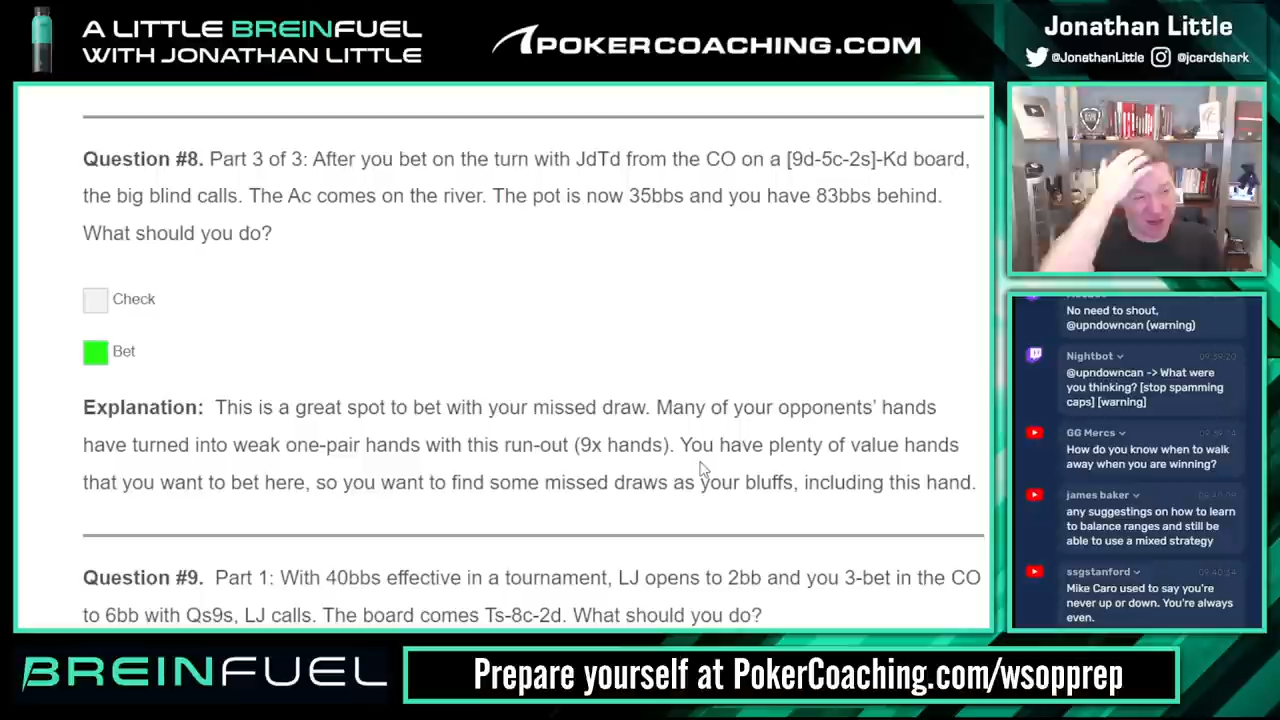 A LITTLE BREINFUEL
WITH JONATHAN LITTLE
POKERCOACHING.COM
Jonathan Little
@JonathanLittle @jcardshark
Question #8. Part 3 of 3: After you bet on the turn with JdTd from the CO on a [9d-5c-2s]-Kd board,
the big blind calls. The Ac comes on the river. The pot is now 35bbs and you have 83bbs behind.
What should you do?
Check
Bet
Explanation: This is a great spot to bet with your missed draw. Many of your opponents' hands
have turned into weak one-pair hands with this run-out (9x hands). You have plenty of value hands
that you want to bet here, so you want to find some missed draws as your bluffs, including this hand.
Question #9. Part 1: With 40bbs effective in a tournament, LJ opens to 2bb and you 3-bet in the CO
to 6bb with Qs9s, LJ calls. The board comes Ts-8c-2d. What should you do?
No need to shout,
@upndowncan (warning)
Nightbot 09:39:20
@upndowncan -> What were
you thinking? [stop spamming
caps] [warning]
GG Mercs
How do you know when to walk
away when you are winning?
james baker
any suggestings on how to learn
to balance ranges and still be
able to use a mixed strategy
ssgstanford
Mike Caro used to say you're
never up or down. You're always
even.
BREINFUEL
Prepare yourself at PokerCoaching.com/wsopprep